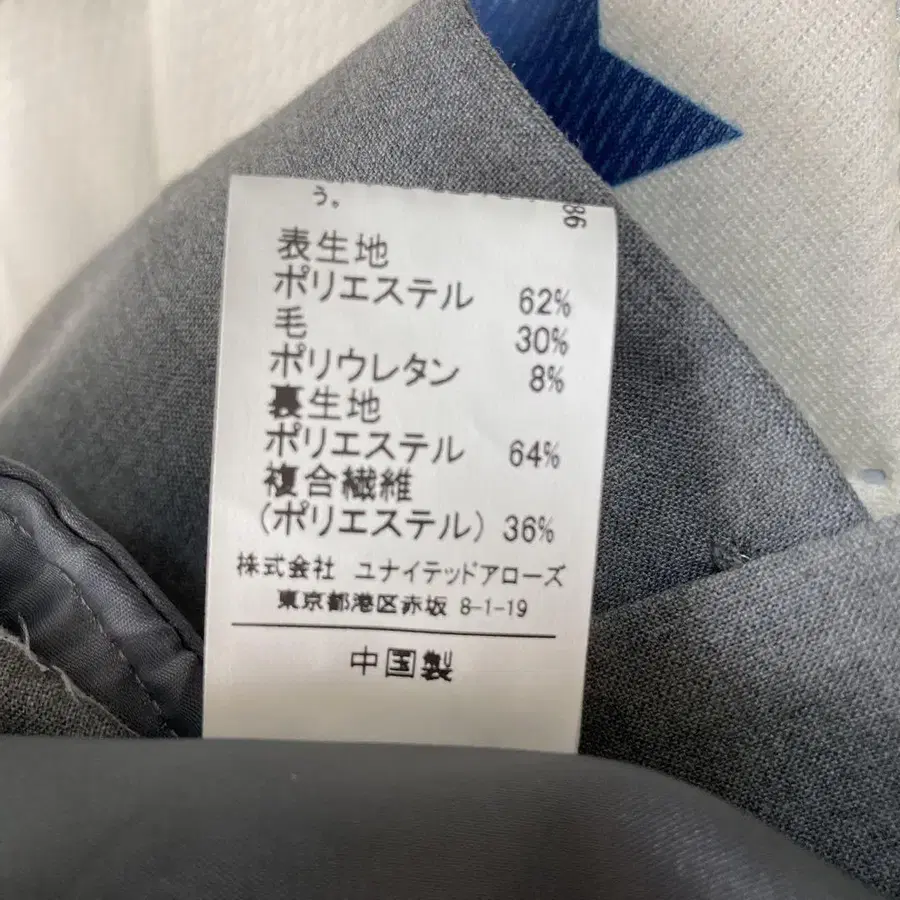 う。
86
表生地
ポリエステル 62%
毛 30%
ポリウレタン 8%
裏生地
ポリエステル 64%
複合繊維
(ポリエステル) 36%
株式会社 ユナイテッドアローズ
東京都港区赤坂 8-1-19
中国製